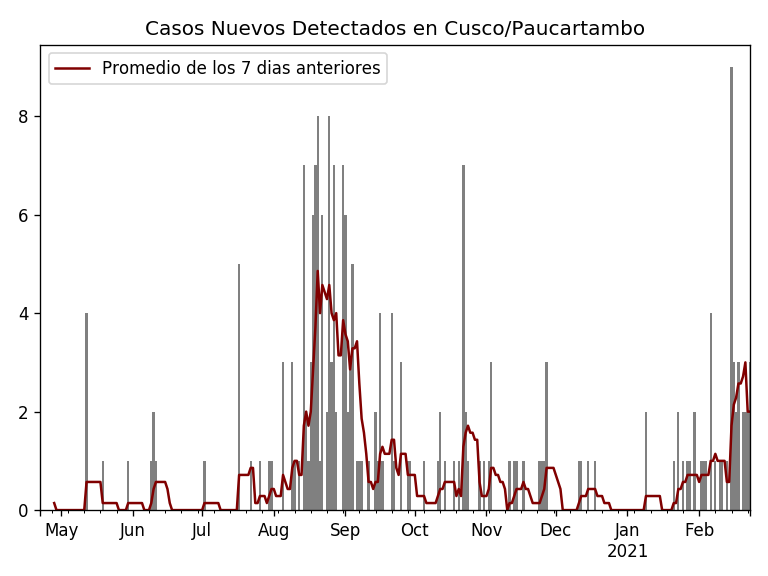 Casos Nuevos Detectados en Cusco/Paucartambo
Promedio de los 7 dias anteriores
8
6
4
2
0
May Jun Jul Aug Sep Oct Nov Dec Jan Feb
2021